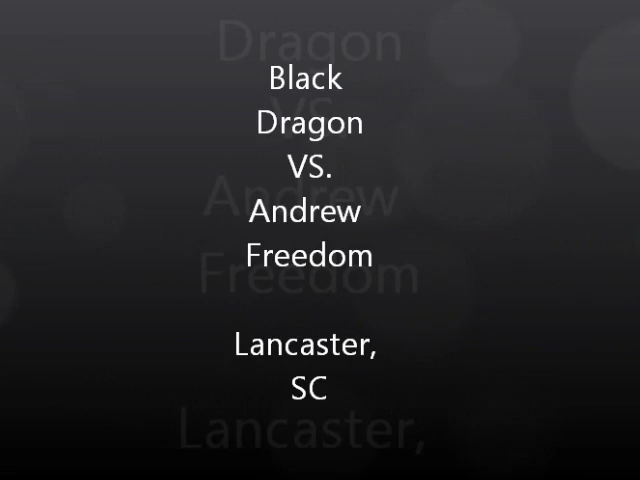 Black
Dragon
VS.
Andrew
Freedom
Lancaster,
SC